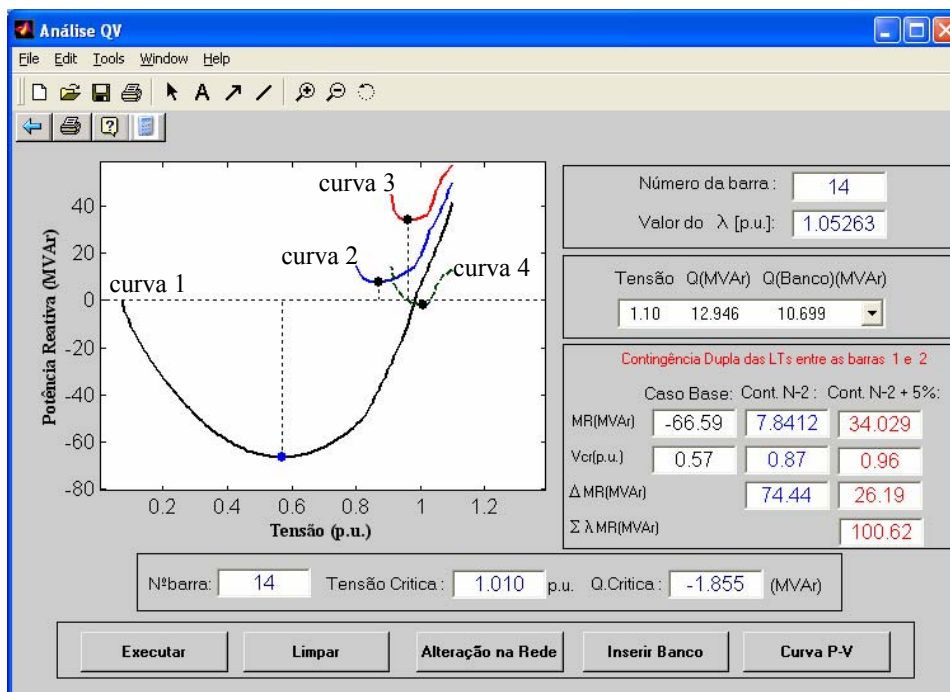 Análise QV
File Edit Tools Window Help
curva 3
curva 2
curva 4
curva 1
Potência Reativa (MVAr)
40
20
0
-20
-40
-60
-80
0.2 0.4 0.6 0.8 1 1.2
Tensão (p.u.)
Número da barra : 14
Valor do λ [p.u.]: 1.05263
Tensão Q(MVAr) Q(Banco)(MVAr)
1.10 12.946 10.699
Contingência Dupla das LTs entre as barras 1 e 2
Caso Base: Cont. N-2 : Cont. N-2 + 5%:
MR(MVAr) -66.59 7.8412 34.029
Vcr(p.u.) 0.57 0.87 0.96
Δ MR(MVAr) 74.44 26.19
Σ λ MR(MVAr) 100.62
Nºbarra: 14 Tensão Critica : 1.010 p.u. Q.Critica : -1.855 (MVAr)
Executar Limpar Alteração na Rede Inserir Banco Curva P-V